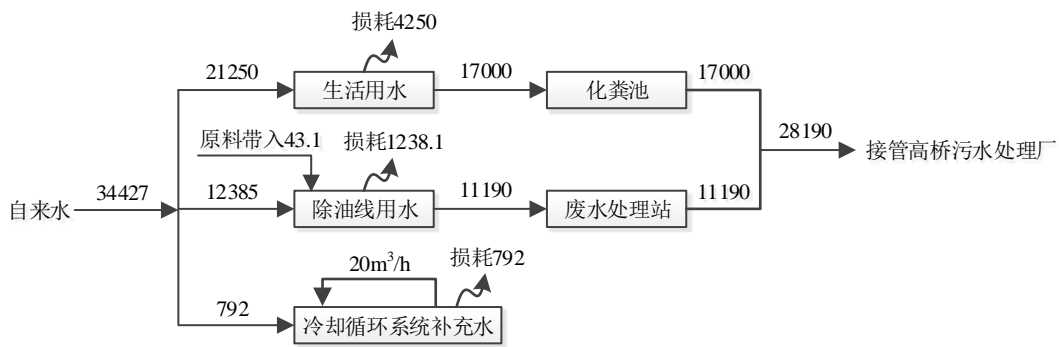 损耗4250
21250
生活用水
17000
化粪池
17000
原料带入43.1
损耗1238.1
28190
接管高桥污水处理厂
自来水
34427
12385
除油线用水
11190
废水处理站
11190
20m³/h
损耗792
792
冷却循环系统补充水